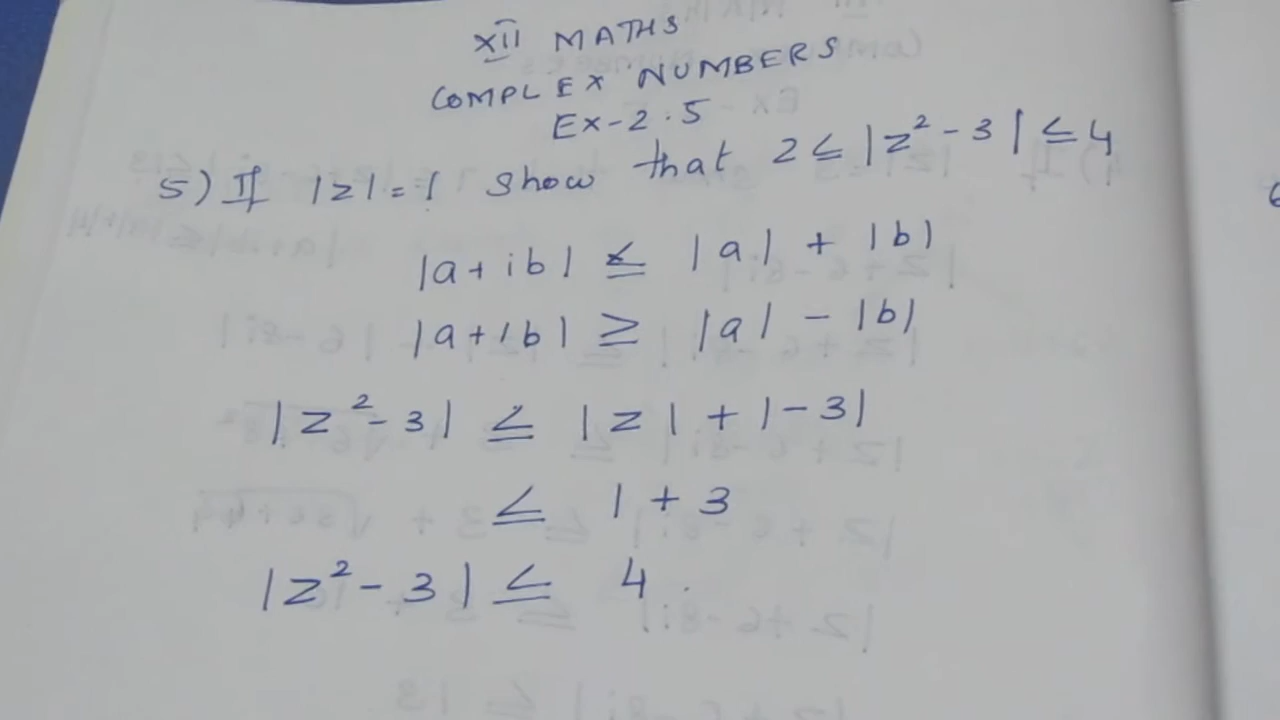 XII MATHS
COMPLEX NUMBERS
Ex-2.5
5) If |z|=1 show that 2 ≤ |z² - 3| ≤ 4
|a+ib| ≤ |a| + |b|
|a+ib| ≥ |a| - |b|
|z² - 3| ≤ |z| + |-3|
≤ 1 + 3
|z² - 3| ≤ 4.